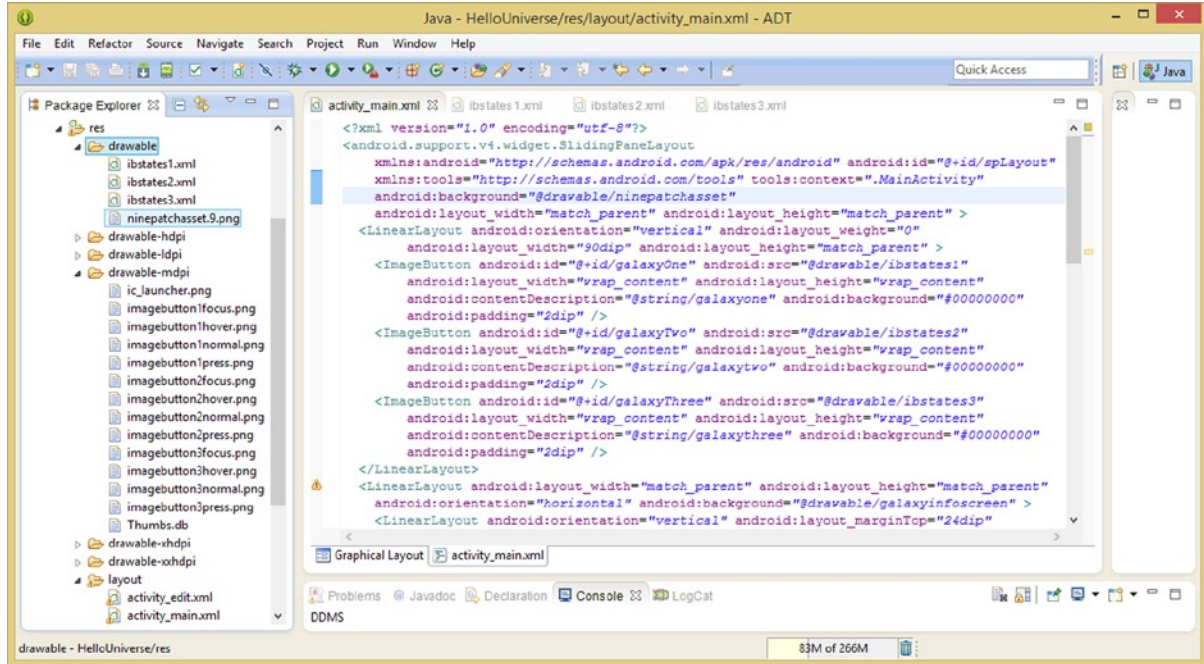 Java - HelloUniverse/res/layout/activity_main.xml - ADT
File Edit Refactor Source Navigate Search Project Run Window Help
Quick Access
Java
Package Explorer
res
drawable
ibstates1.xml
ibstates2.xml
ibstates3.xml
ninepatchasset.9.png
drawable-hdpi
drawable-ldpi
drawable-mdpi
ic_launcher.png
imagebutton1focus.png
imagebutton1hover.png
imagebutton1normal.png
imagebutton1press.png
imagebutton2focus.png
imagebutton2hover.png
imagebutton2normal.png
imagebutton2press.png
imagebutton3focus.png
imagebutton3hover.png
imagebutton3normal.png
imagebutton3press.png
Thumbs.db
drawable-xhdpi
drawable-xxhdpi
layout
activity_edit.xml
activity_main.xml
activity_main.xml ibstates1.xml ibstates2.xml ibstates3.xml
<?xml version="1.0" encoding="utf-8"?>
<android.support.v4.widget.SlidingPaneLayout
xmlns:android="http://schemas.android.com/apk/res/android" android:id="@+id/spLayout"
xmlns:tools="http://schemas.android.com/tools" tools:context=".MainActivity"
android:background="@drawable/ninepatchasset"
android:layout_width="match_parent" android:layout_height="match_parent" >
<LinearLayout android:orientation="vertical" android:layout_weight="0"
android:layout_width="90dip" android:layout_height="match_parent" >
<ImageButton android:id="@+id/galaxyOne" android:src="@drawable/ibstates1"
android:layout_width="wrap_content" android:layout_height="wrap_content"
android:contentDescription="@string/galaxyone" android:background="#00000000"
android:padding="2dip" />
<ImageButton android:id="@+id/galaxyTwo" android:src="@drawable/ibstates2"
android:layout_width="wrap_content" android:layout_height="wrap_content"
android:contentDescription="@string/galaxytwo" android:background="#00000000"
android:padding="2dip" />
<ImageButton android:id="@+id/galaxyThree" android:src="@drawable/ibstates3"
android:layout_width="wrap_content" android:layout_height="wrap_content"
android:contentDescription="@string/galaxythree" android:background="#00000000"
android:padding="2dip" />
</LinearLayout>
<LinearLayout android:layout_width="match_parent" android:layout_height="match_parent"
android:orientation="horizontal" android:background="@drawable/galaxyinfoscreen" >
<LinearLayout android:orientation="vertical" android:layout_marginTop="24dip"
Graphical Layout activity_main.xml
Problems Javadoc Declaration Console LogCat
DDMS
drawable - HelloUniverse/res
83M of 266M